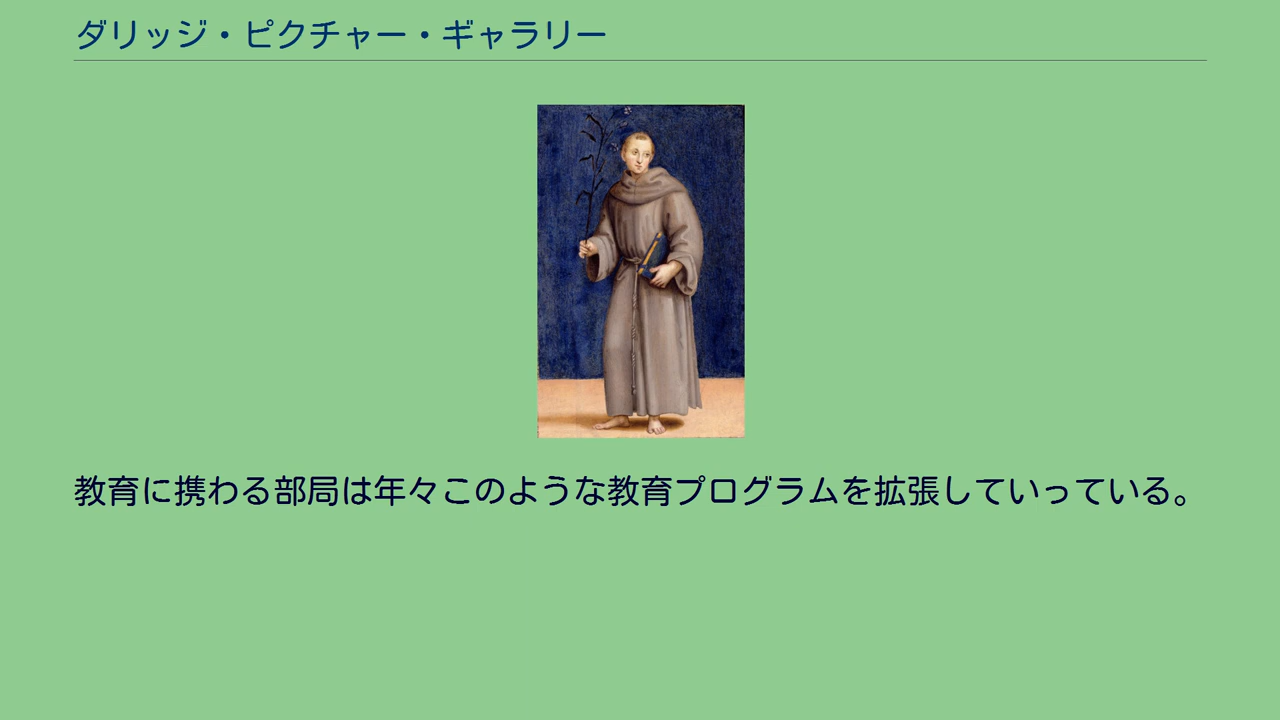 ダリッジ・ピクチャー・ギャラリー
教育に携わる部局は年々このような教育プログラムを拡張していっている。